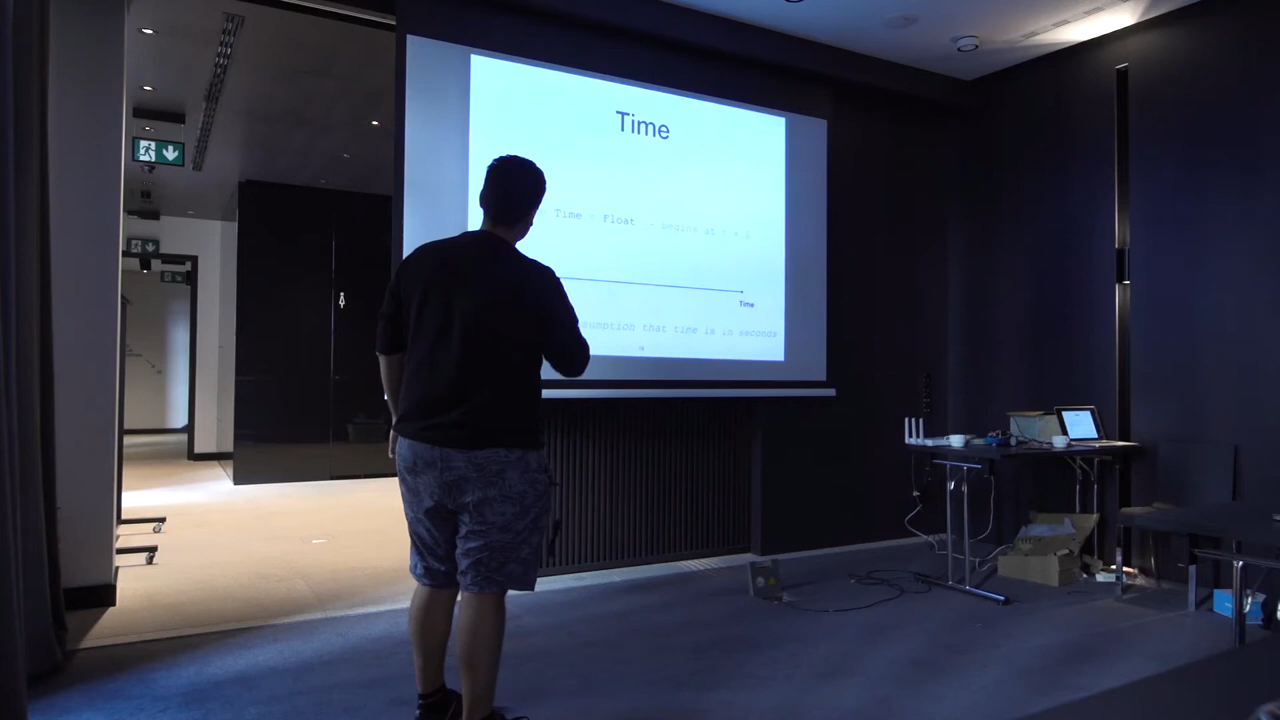 Time
Time = Float -- begins at t = 0
Time
sumption that time is in seconds